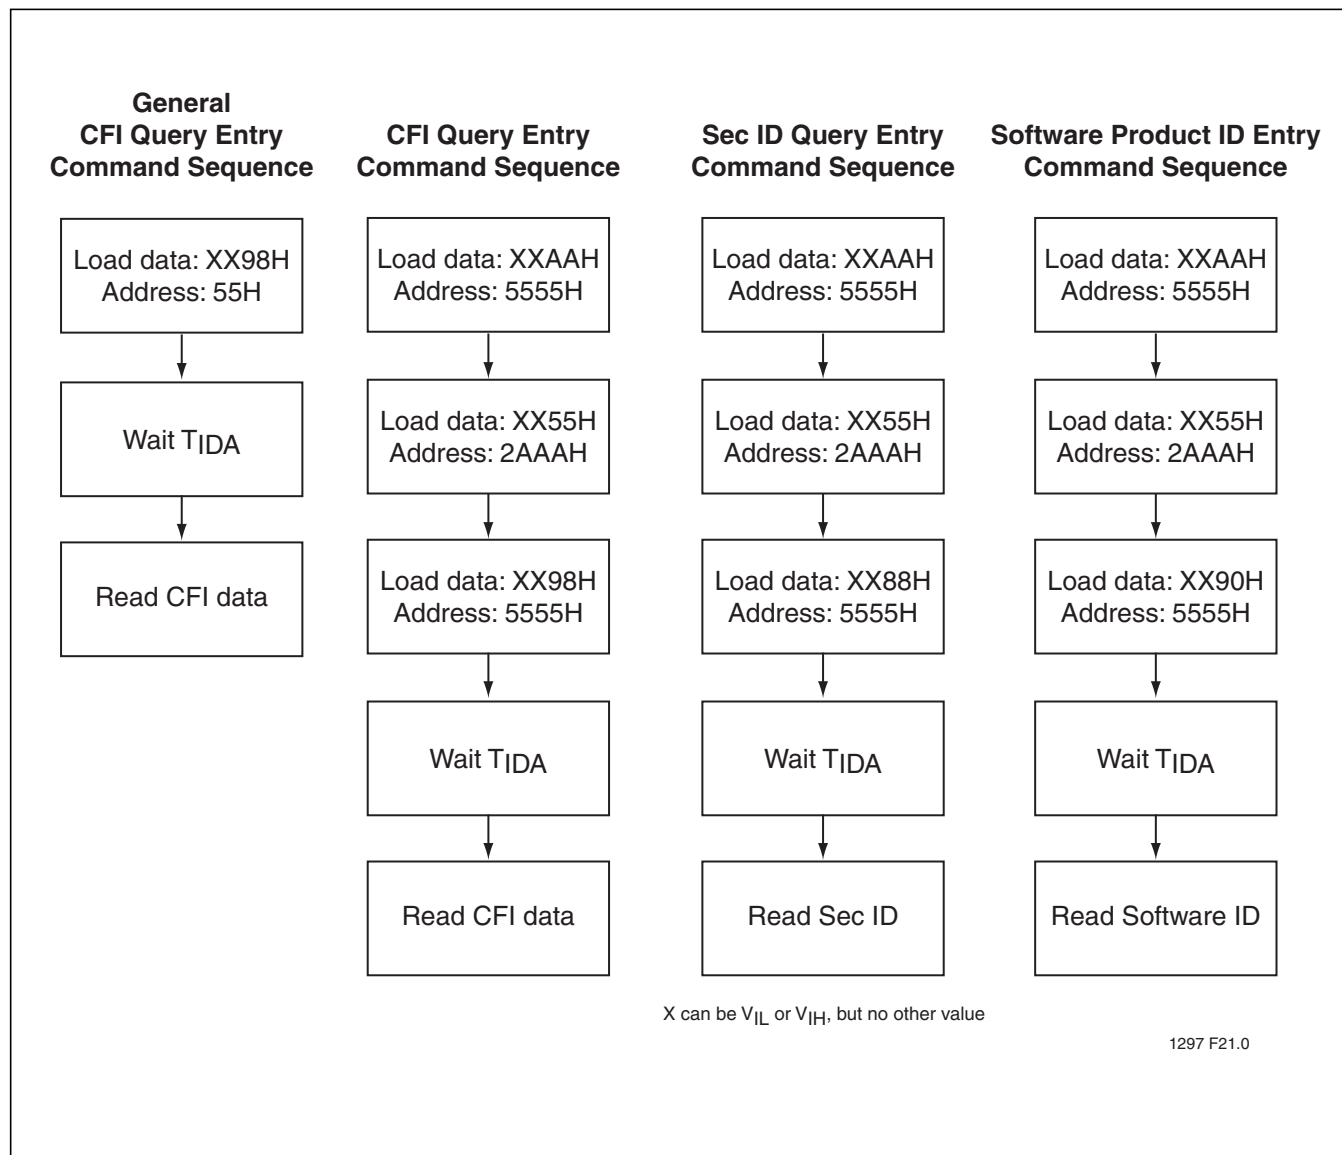 General
CFI Query Entry
Command Sequence
Load data: XX98H
Address: 55H
Wait TIDA
Read CFI data
CFI Query Entry
Command Sequence
Load data: XXAAH
Address: 5555H
Load data: XX55H
Address: 2AAAH
Load data: XX98H
Address: 5555H
Wait TIDA
Read CFI data
Sec ID Query Entry
Command Sequence
Load data: XXAAH
Address: 5555H
Load data: XX55H
Address: 2AAAH
Load data: XX88H
Address: 5555H
Wait TIDA
Read Sec ID
Software Product ID Entry
Command Sequence
Load data: XXAAH
Address: 5555H
Load data: XX55H
Address: 2AAAH
Load data: XX90H
Address: 5555H
Wait TIDA
Read Software ID
X can be VIL or VIH, but no other value
1297 F21.0